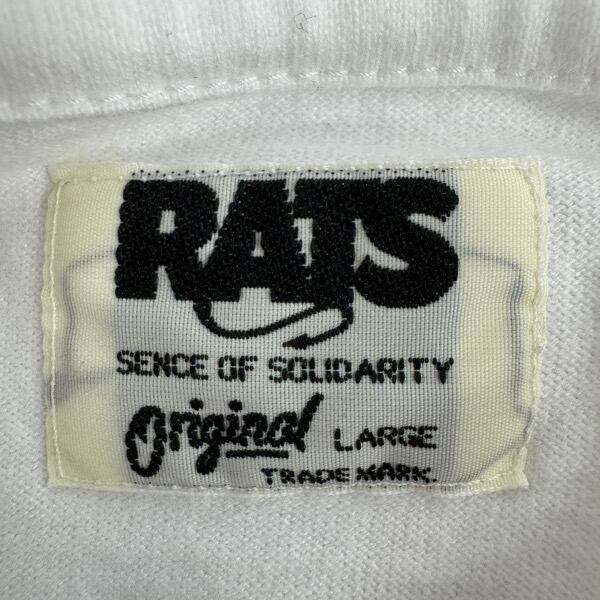 RATS
SENCE OF SOLIDARITY
Original LARGE
TRADE MARK.